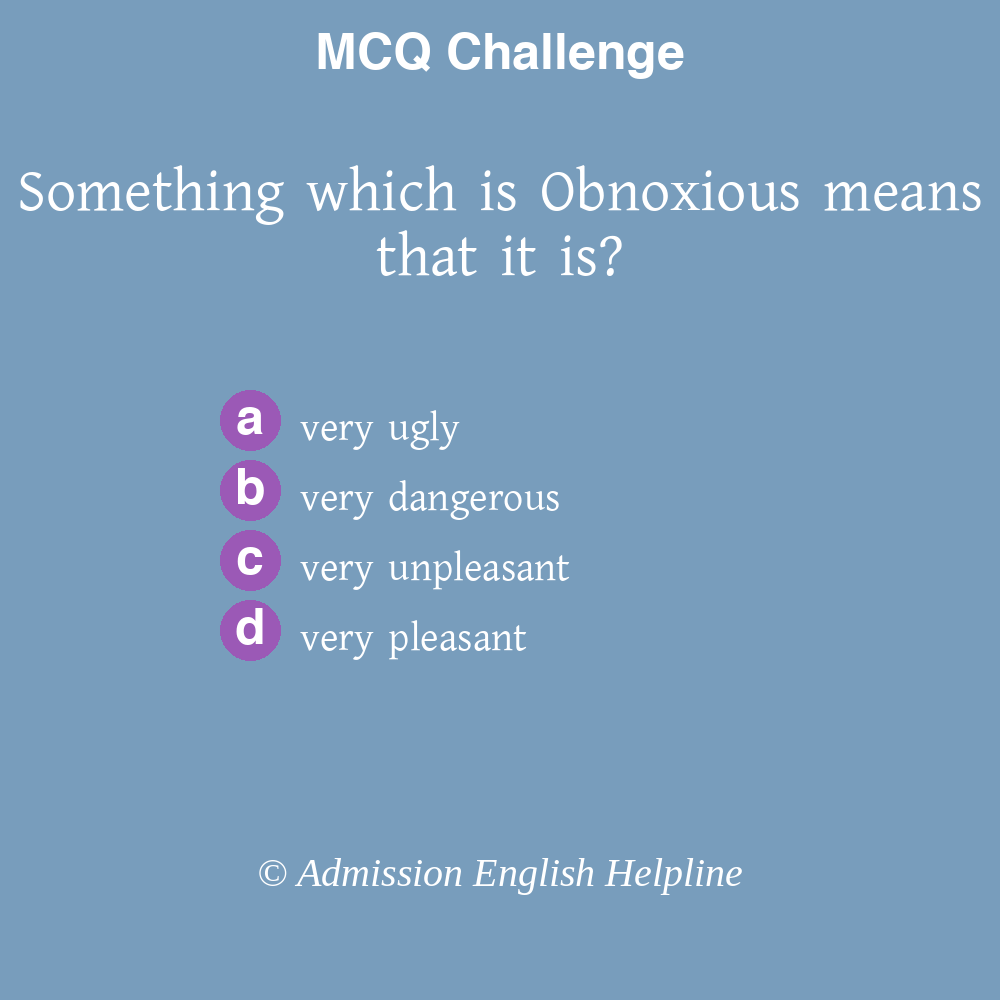 MCQ Challenge
Something which is Obnoxious means
that it is?
a very ugly
b very dangerous
c very unpleasant
d very pleasant
© Admission English Helpline